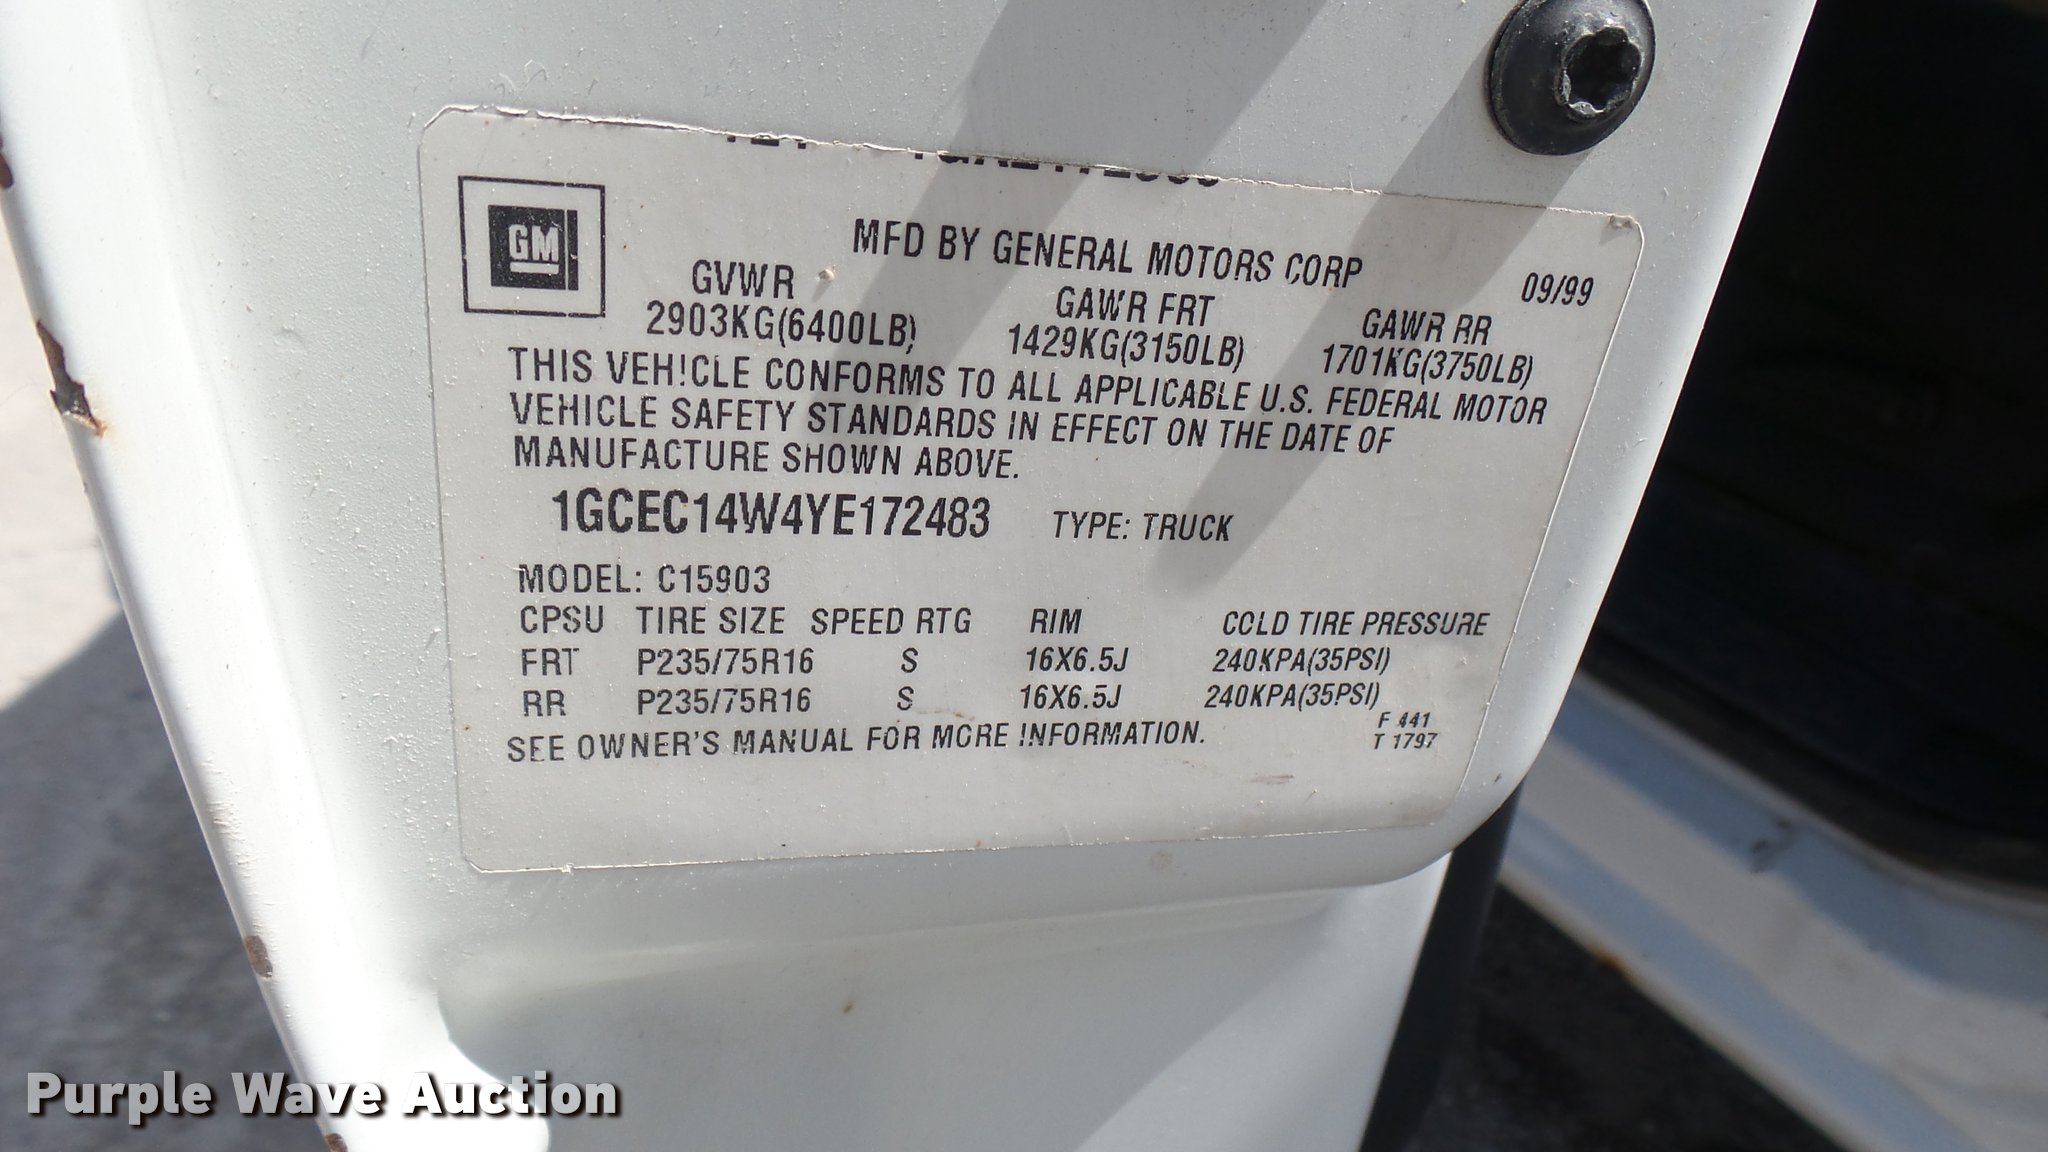 GM
MFD BY GENERAL MOTORS CORP 09/99
GVWR GAWR FRT GAWR RR
2903KG(6400LB) 1429KG(3150LB) 1701KG(3750LB)
THIS VEHICLE CONFORMS TO ALL APPLICABLE U.S. FEDERAL MOTOR
VEHICLE SAFETY STANDARDS IN EFFECT ON THE DATE OF
MANUFACTURE SHOWN ABOVE.
1GCEC14W4YE172483 TYPE: TRUCK
MODEL: C15903
CPSU TIRE SIZE SPEED RTG RIM COLD TIRE PRESSURE
FRT P235/75R16 S 16X6.5J 240KPA(35PSI)
RR P235/75R16 S 16X6.5J 240KPA(35PSI)
SEE OWNER'S MANUAL FOR MORE INFORMATION.
F 441
T 1797
Purple Wave Auction